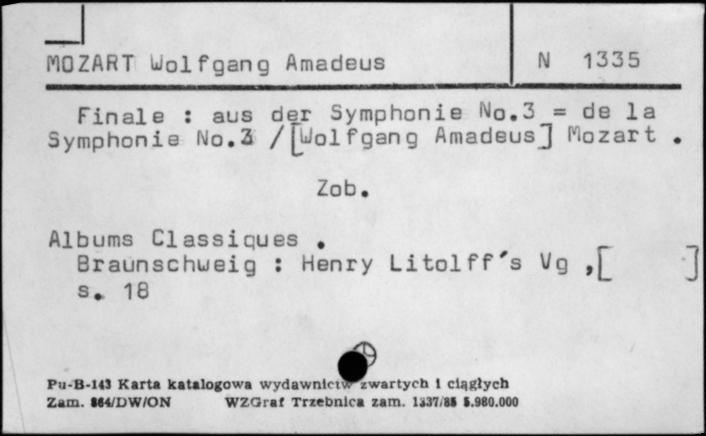 MOZART Wolfgang Amadeus
N 1335
Finale : aus der Symphonie No.3 = de la
Symphonie No.3 /[Wolfgang Amadeus] Mozart .
Zob.
Albums Classiques .
Braunschweig : Henry Litolff's Vg ,[ ]
s. 18
Pu-B-143 Karta katalogowa wydawnictw zwartych i ciągłych
Zam. 864/DW/ON WZGraf Trzebnica zam. 1337/85 5.980.000